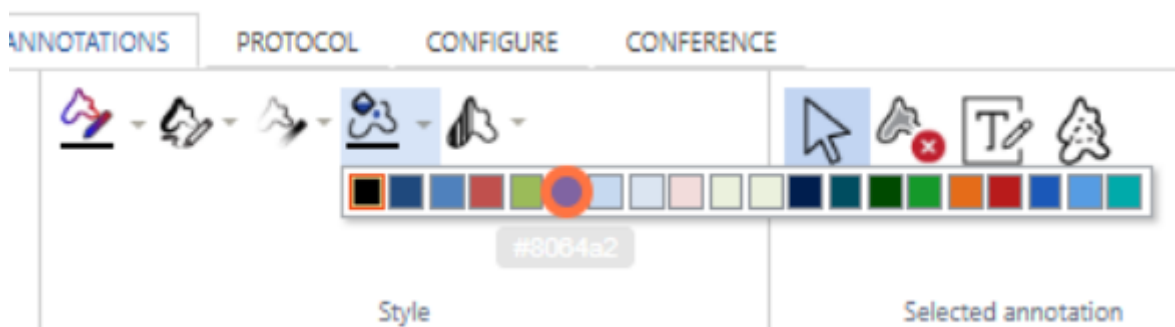 ANNOTATIONS PROTOCOL CONFIGURE CONFERENCE
T
#8064a2
Style Selected annotation